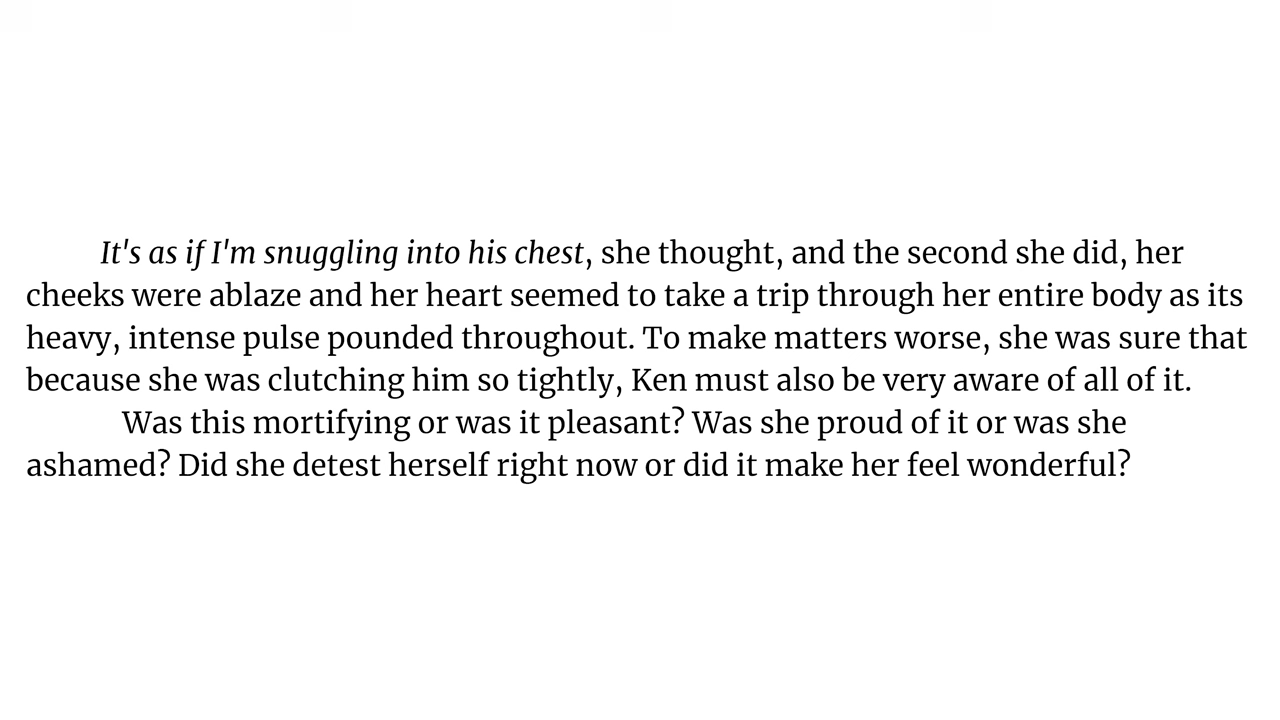 It's as if I'm snuggling into his chest, she thought, and the second she did, her
cheeks were ablaze and her heart seemed to take a trip through her entire body as its
heavy, intense pulse pounded throughout. To make matters worse, she was sure that
because she was clutching him so tightly, Ken must also be very aware of all of it.
Was this mortifying or was it pleasant? Was she proud of it or was she
ashamed? Did she detest herself right now or did it make her feel wonderful?